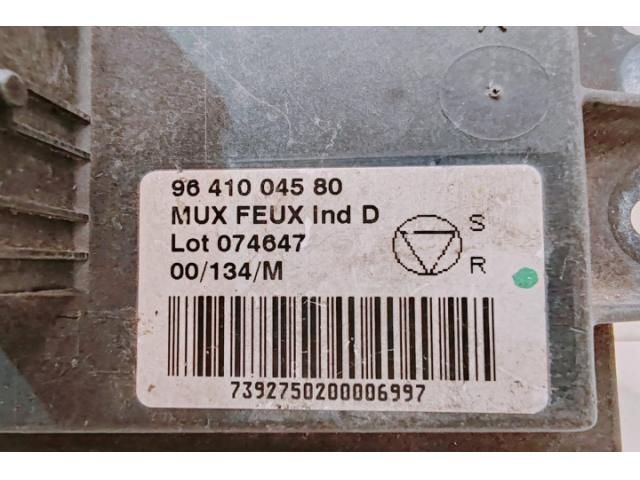 96 410 045 80
MUX FEUX Ind D
Lot 074647
00/134/M
S
R
7392750200006997